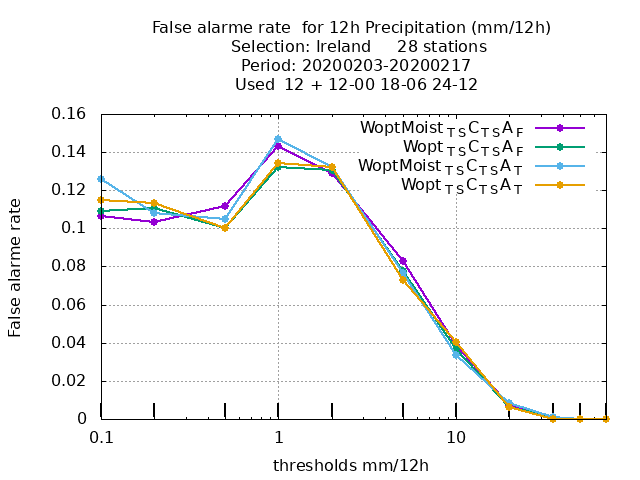 False alarme rate  for 12h Precipitation (mm/12h)
Selection: Ireland     28 stations
Period: 20200203-20200217
Used  12 + 12-00 18-06 24-12
False alarme rate
0.16
0.14
0.12
0.1
0.08
0.06
0.04
0.02
0
WoptMoist TS C TS A F
Wopt TS C TS A F
WoptMoist TS C TS A T
Wopt TS C TS A T
0.1 1 10
thresholds mm/12h